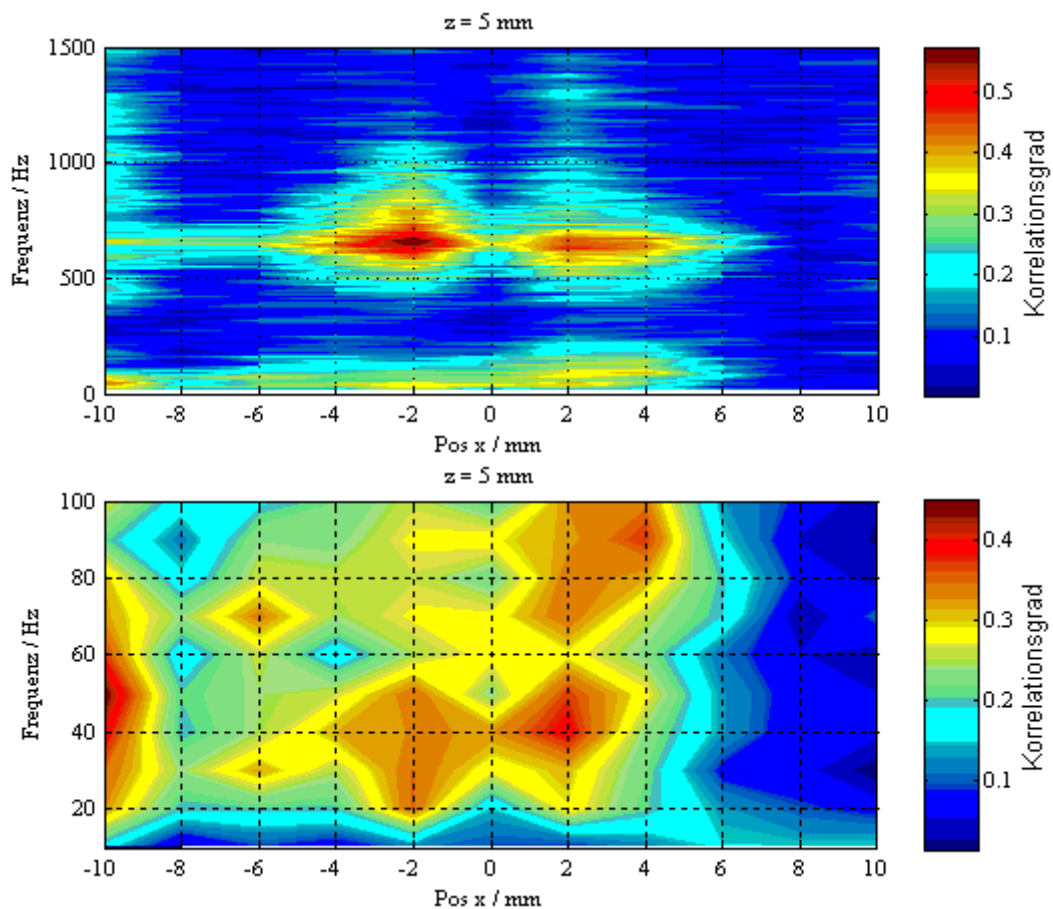 z = 5 mm
1500
1000
500
0
Frequenz / Hz
-10 -8 -6 -4 -2 0 2 4 6 8 10
Pos x / mm
0.5
0.4
0.3
0.2
0.1
Korrelationsgrad
z = 5 mm
100
80
60
40
20
Frequenz / Hz
-10 -8 -6 -4 -2 0 2 4 6 8 10
Pos x / mm
0.4
0.3
0.2
0.1
Korrelationsgrad